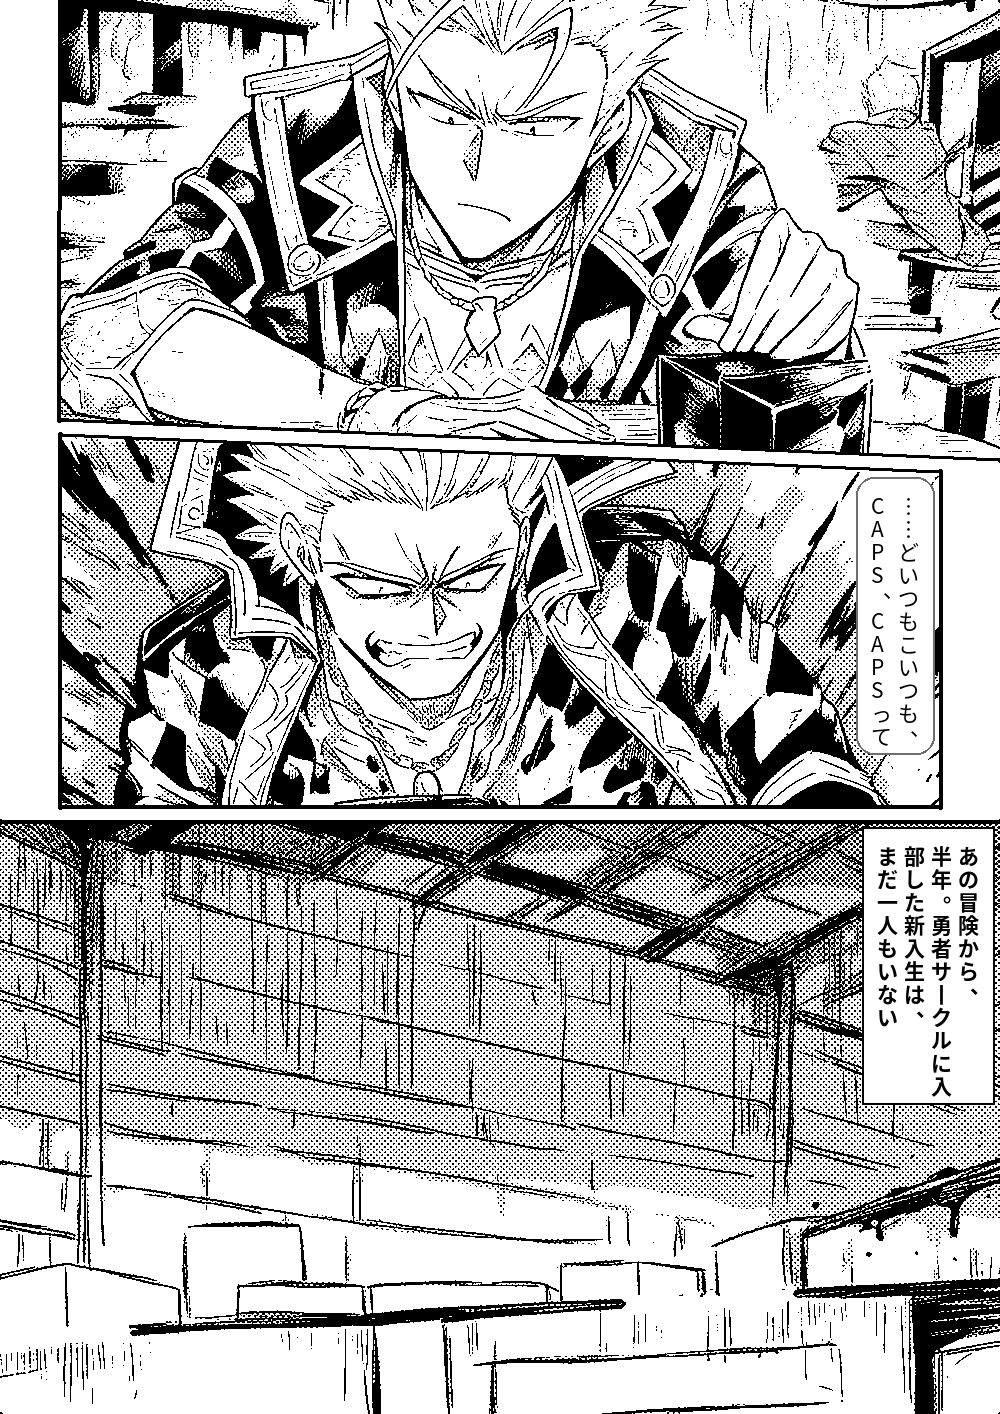 ……どいつもこいつも、
CAPS、CAPSって
あの冒険から、
半年。勇者サークルに入
部した新入生は、
まだ一人もいない